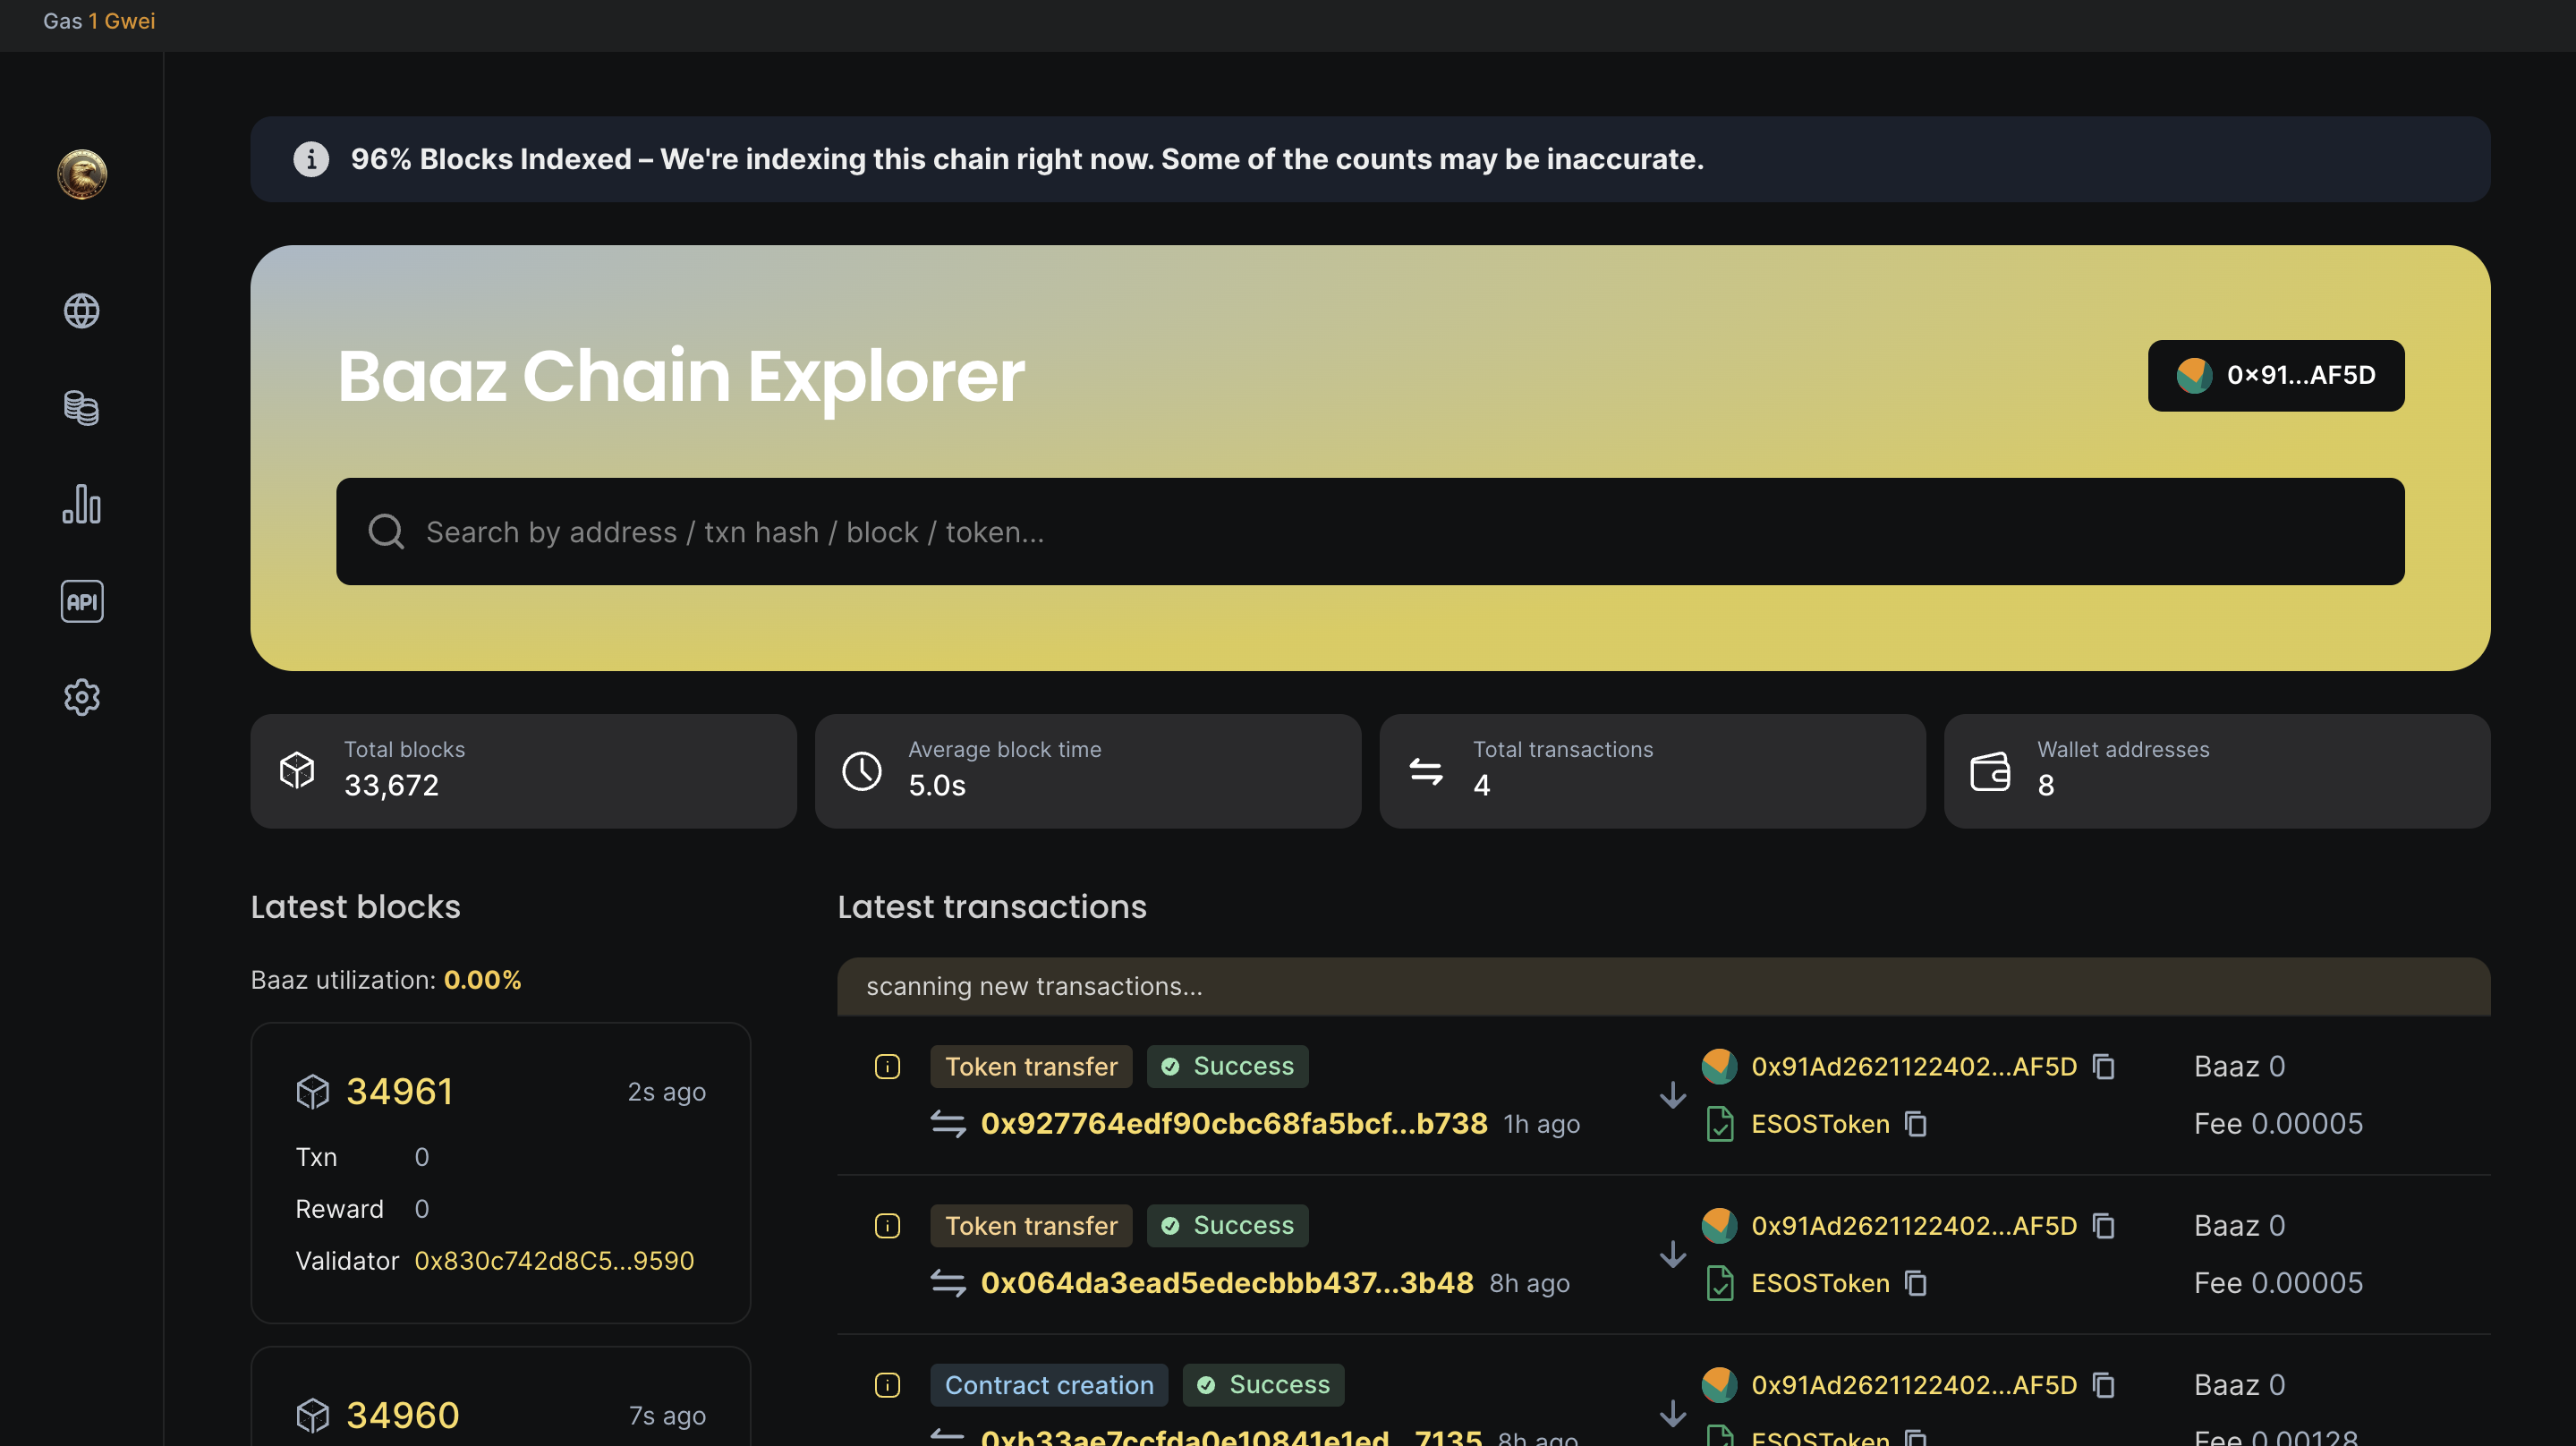 Gas 1 Gwei
96% Blocks Indexed – We're indexing this chain right now. Some of the counts may be inaccurate.
Baaz Chain Explorer
0×91...AF5D
Search by address / txn hash / block / token...
API
Total blocks
33,672
Average block time
5.0s
Total transactions
4
Wallet addresses
8
Latest blocks
Baaz utilization: 0.00%
34961 2s ago
Txn 0
Reward 0
Validator 0x830c742d8C5...9590
34960 7s ago
Latest transactions
scanning new transactions...
Token transfer Success 0x91Ad2621122402...AF5D Baaz 0
0x927764edf90cbc68fa5bcf...b738 1h ago ESOSToken Fee 0.00005
Token transfer Success 0x91Ad2621122402...AF5D Baaz 0
0x064da3ead5edecbbb437...3b48 8h ago ESOSToken Fee 0.00005
Contract creation Success 0x91Ad2621122402...AF5D Baaz 0
0xb33ae7ccfda0e10841e1ed...7135 8h ago ESOSToken Fee 0.00128